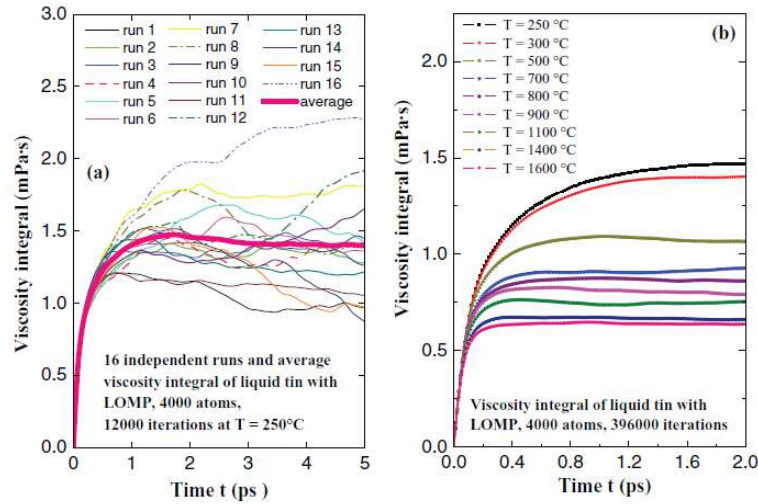 3.0
2.5
2.0
1.5
1.0
0.5
0.0
Viscosity integral (mPa·s)
run 1
run 2
run 3
run 4
run 5
run 6
run 7
run 8
run 9
run 10
run 11
run 12
run 13
run 14
run 15
run 16
average
(a)
16 independent runs and average
viscosity integral of liquid tin with
LOMP, 4000 atoms,
12000 iterations at T = 250°C
0 1 2 3 4 5
Time t (ps )
2.0
1.5
1.0
0.5
0.0
Viscosity integral (mPa·s)
T = 250 °C
T = 300 °C
T = 500 °C
T = 700 °C
T = 800 °C
T = 900 °C
T = 1100 °C
T = 1400 °C
T = 1600 °C
(b)
Viscosity integral of liquid tin with
LOMP, 4000 atoms, 396000 iterations
0.0 0.4 0.8 1.2 1.6 2.0
Time t (ps)